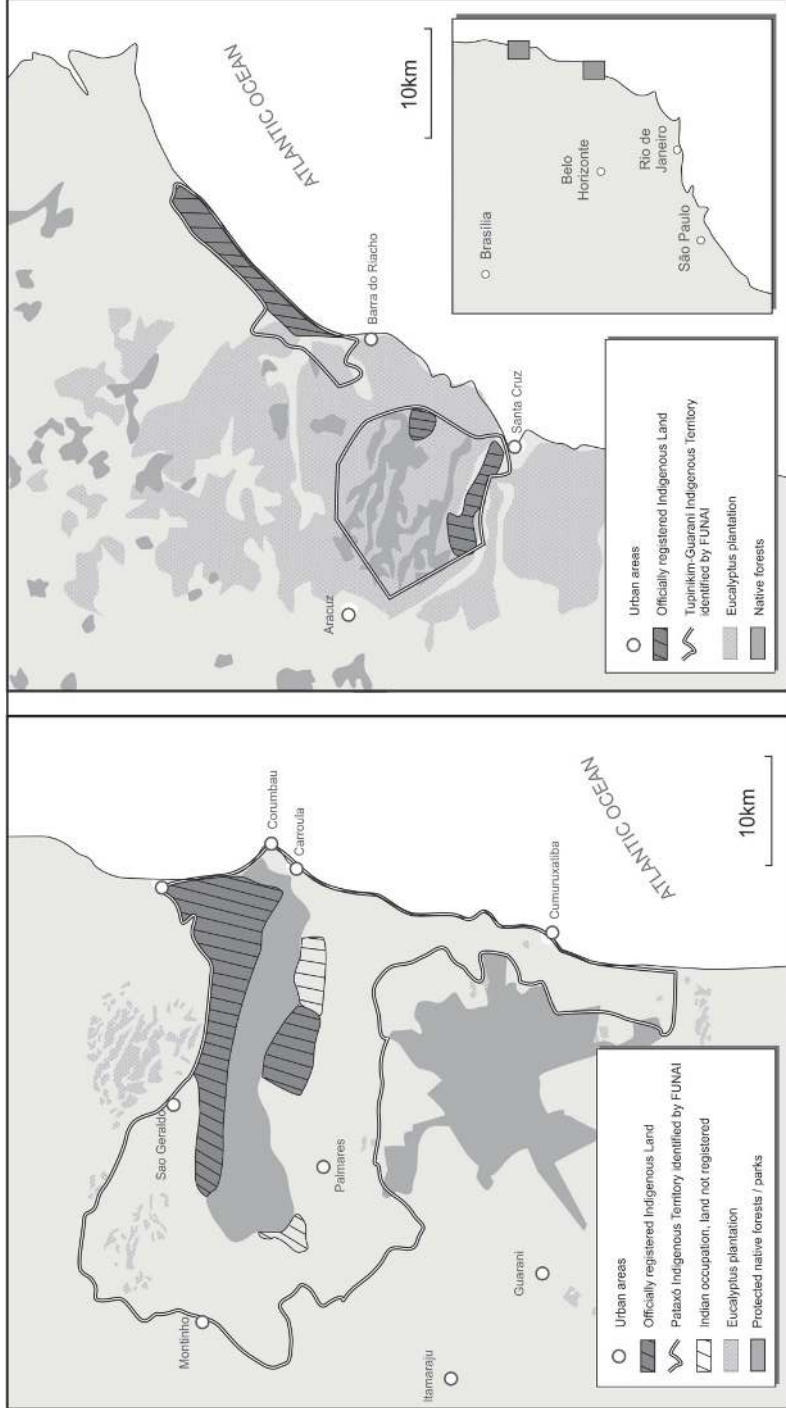 Montinho
Sao Geraldo
Itamaraju
Guarani
Palmares
Corumbau
Carroula
Cumuruxatiba
ATLANTIC OCEAN
10km
Urban areas
Officially registered Indigenous Land
Pataxó Indigenous Territory identified by FUNAI
Indian occupation, land not registered
Eucalyptus plantation
Protected native forests / parks
Aracuz
Barra do Riacho
Santa Cruz
ATLANTIC OCEAN
10km
Urban areas
Officially registered Indigenous Land
Tupinikim-Guarani Indigenous Territory
identified by FUNAI
Eucalyptus plantation
Native forests
Brasília
Belo
Horizonte
Rio de
Janeiro
São Paulo